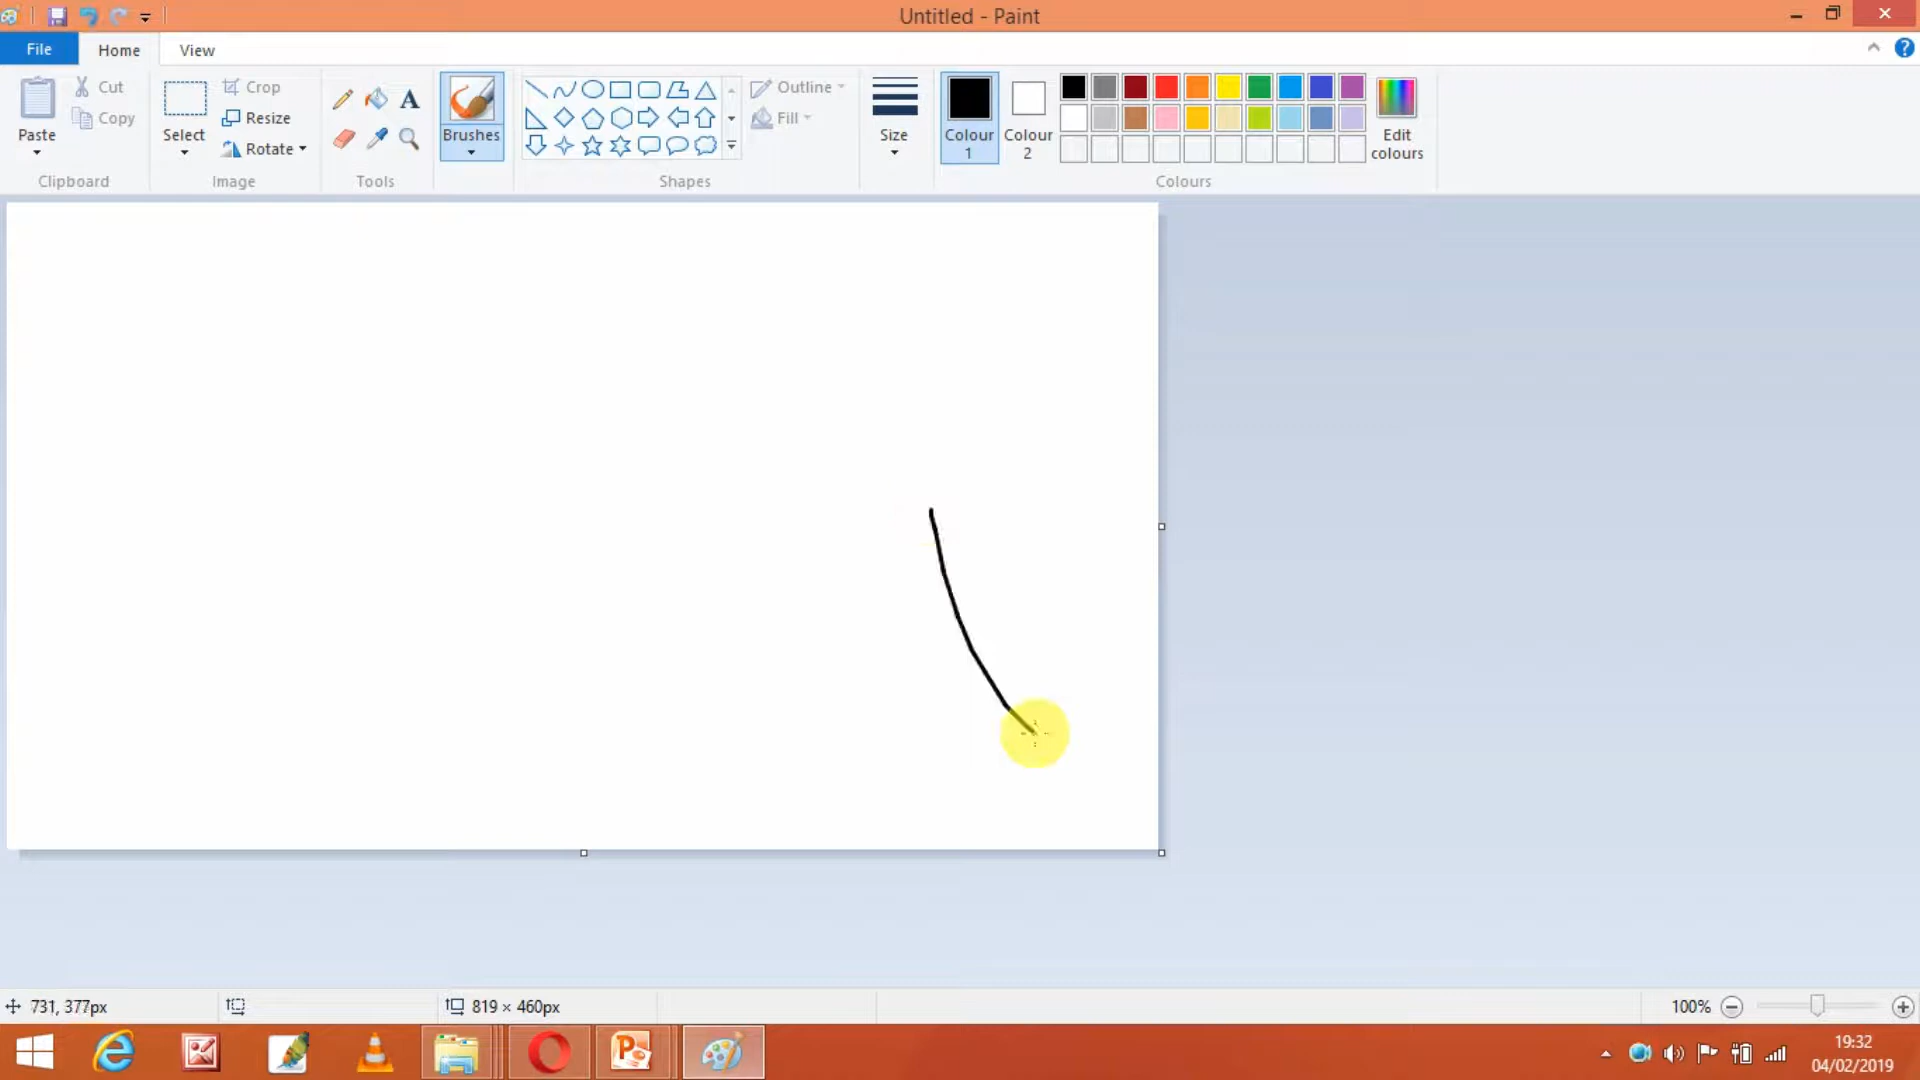 Untitled - Paint
File
Home
View
Paste
Cut
Copy
Clipboard
Select
Crop
Resize
Rotate
Image
A
Tools
Brushes
Shapes
Outline
Fill
Size
Colour
1
Colour
2
Edit
colours
Colours
731, 377px
819 × 460px
100%
19:32
04/02/2019